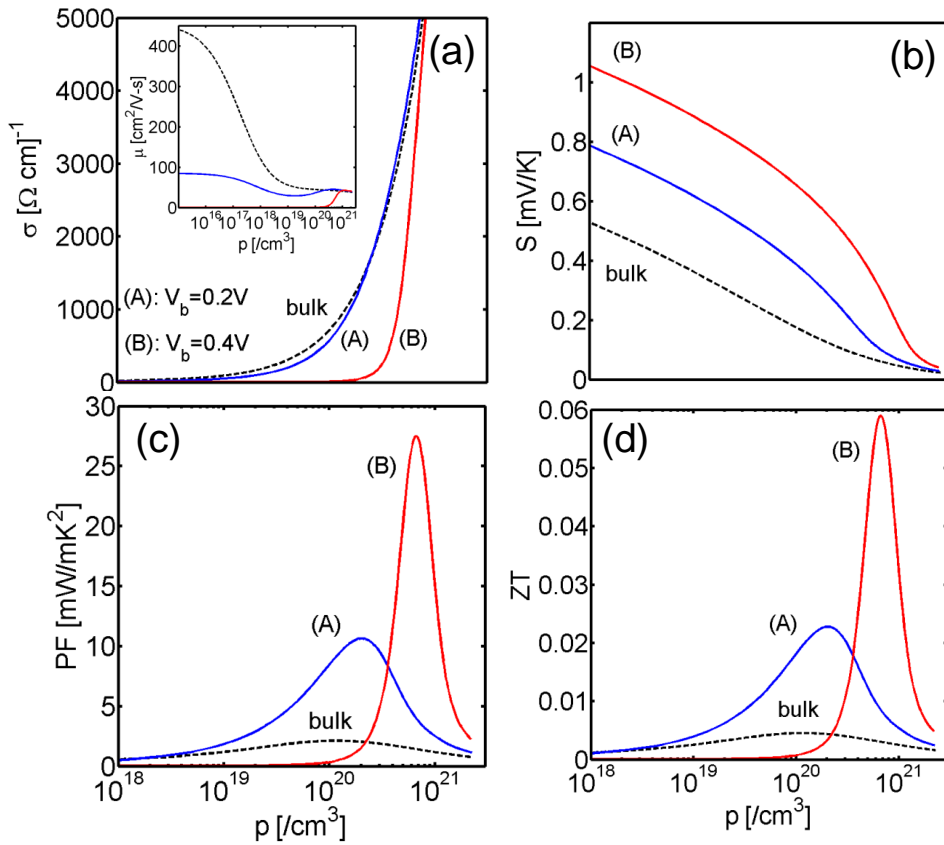 (a)
σ [Ω cm]⁻¹
5000
4000
3000
2000
1000
0
μ [cm²/V-s]
400
300
200
100
0
10¹⁶ 10¹⁷ 10¹⁸ 10¹⁹ 10²⁰ 10²¹
p [/cm³]
(A): V_b=0.2V
(B): V_b=0.4V
bulk
(A)
(B)
(b)
S [mV/K]
1
0.8
0.6
0.4
0.2
0
(B)
(A)
bulk
(c)
PF [mW/mK²]
30
25
20
15
10
5
0
(B)
(A)
bulk
10¹⁸ 10¹⁹ 10²⁰ 10²¹
p [/cm³]
(d)
ZT
0.06
0.05
0.04
0.03
0.02
0.01
0
(B)
(A)
bulk
10¹⁸ 10¹⁹ 10²⁰ 10²¹
p [/cm³]